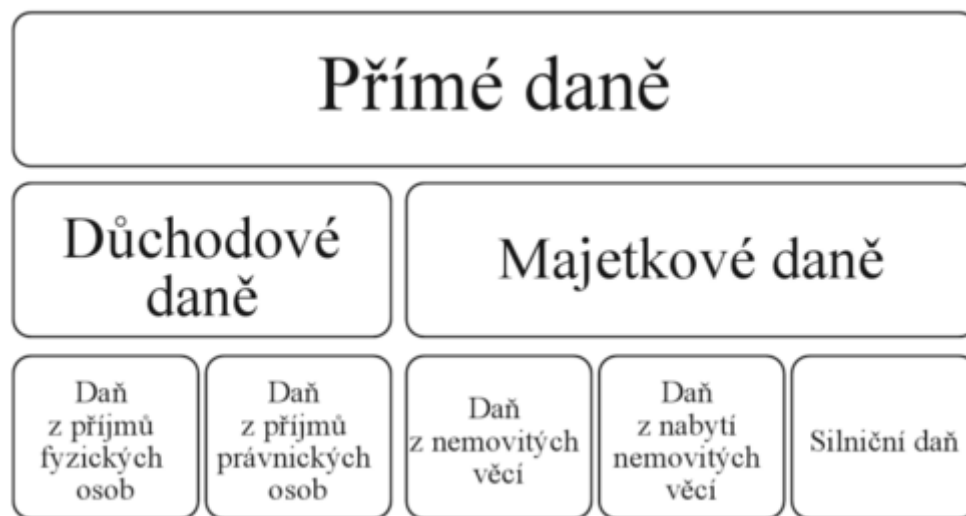 Přímé daně
Důchodové
daně
Majetkové daně
Daň
z příjmů
fyzických
osob
Daň
z příjmů
právnických
osob
Daň
z nemovitých
věcí
Daň
z nabytí
nemovitých
věcí
Silniční daň